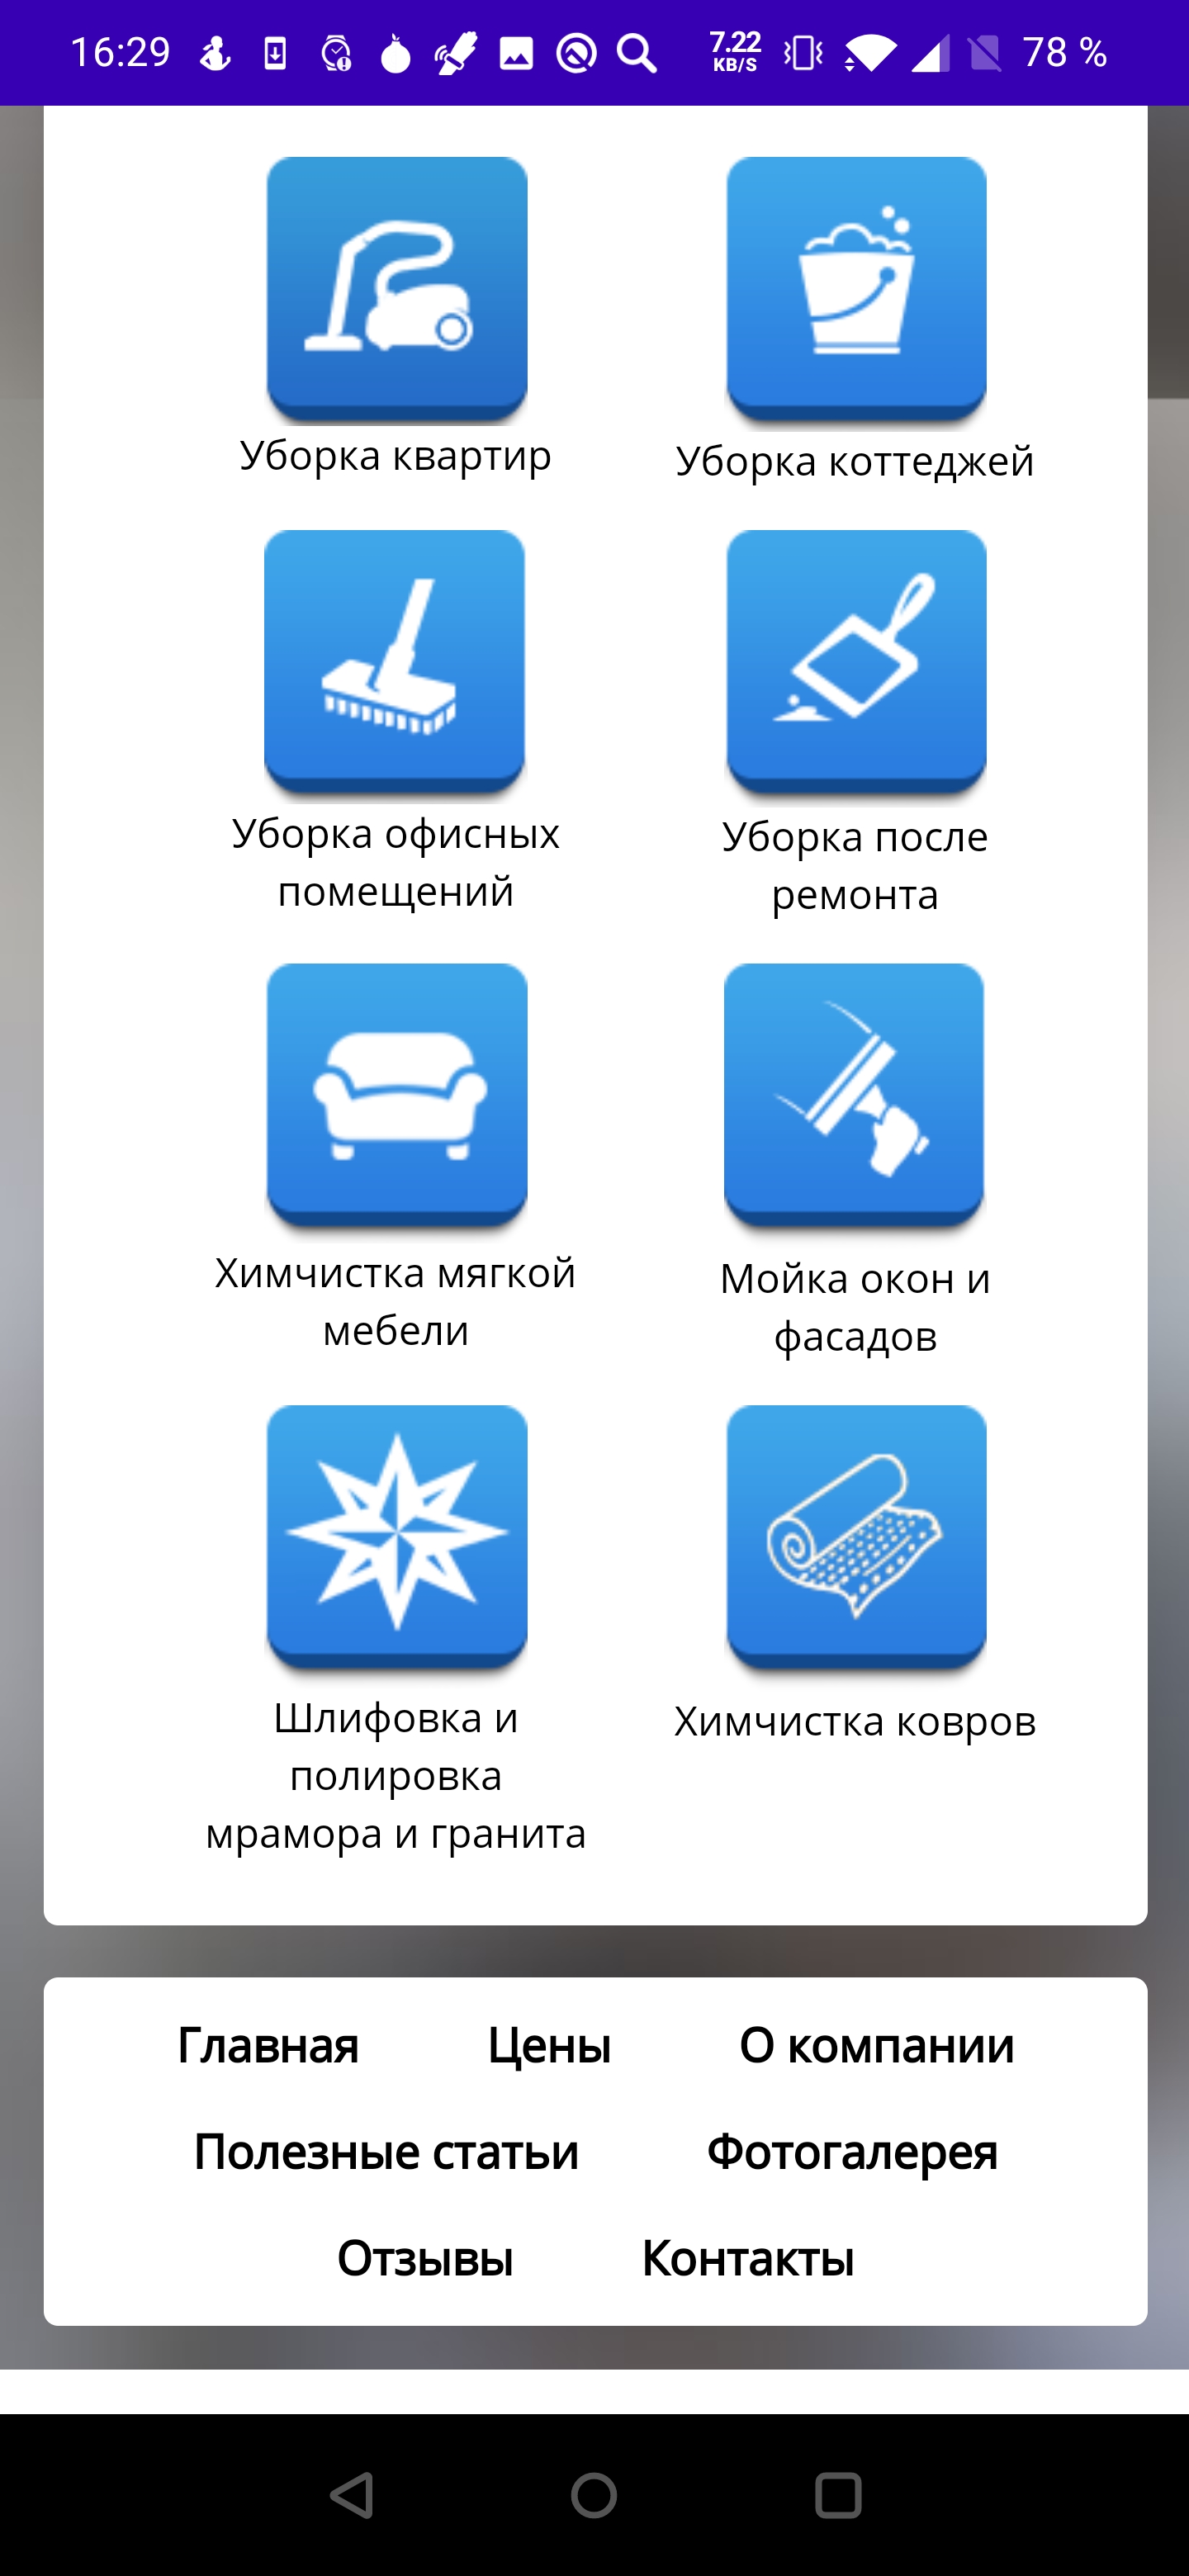 16:29 7.22 KB/S 78 %
Уборка квартир
Уборка коттеджей
Уборка офисных
помещений
Уборка после
ремонта
Химчистка мягкой
мебели
Мойка окон и
фасадов
Шлифовка и
полировка
мрамора и гранита
Химчистка ковров
Главная Цены О компании
Полезные статьи Фотогалерея
Отзывы Контакты